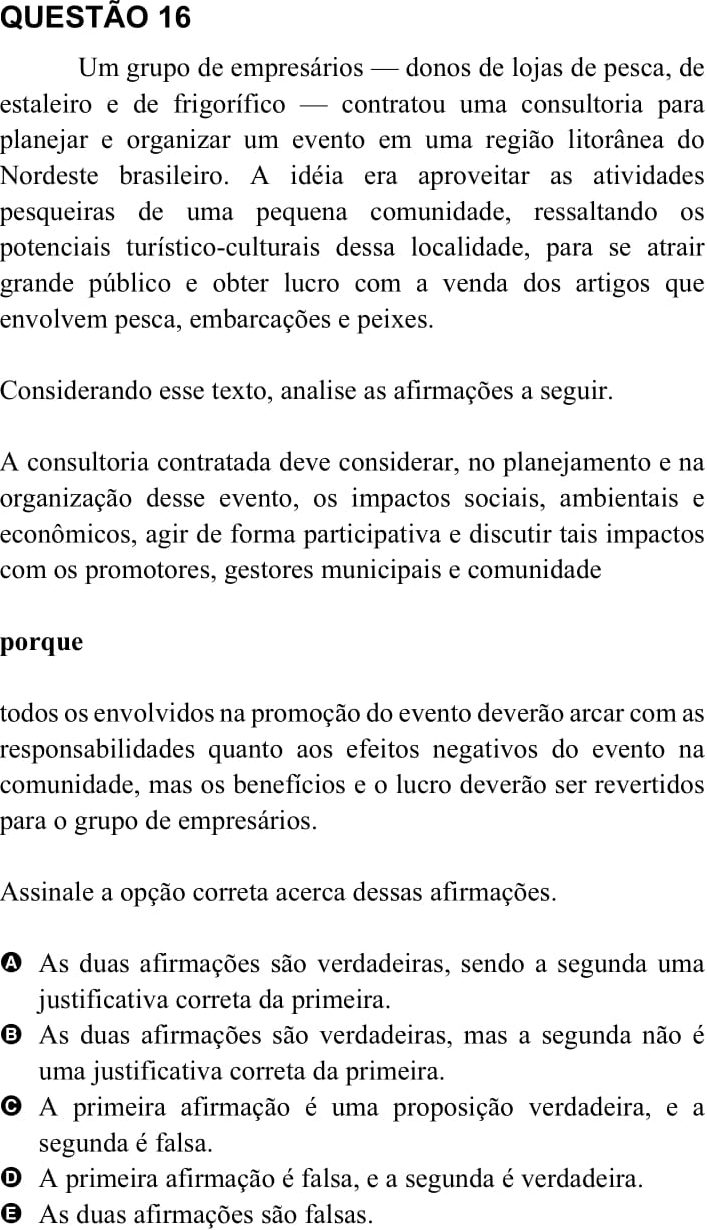 QUESTÃO 16
Um grupo de empresários — donos de lojas de pesca, de
estaleiro e de frigorífico — contratou uma consultoria para
planejar e organizar um evento em uma região litorânea do
Nordeste brasileiro. A idéia era aproveitar as atividades
pesqueiras de uma pequena comunidade, ressaltando os
potenciais turístico-culturais dessa localidade, para se atrair
grande público e obter lucro com a venda dos artigos que
envolvem pesca, embarcações e peixes.
Considerando esse texto, analise as afirmações a seguir.
A consultoria contratada deve considerar, no planejamento e na
organização desse evento, os impactos sociais, ambientais e
econômicos, agir de forma participativa e discutir tais impactos
com os promotores, gestores municipais e comunidade
porque
todos os envolvidos na promoção do evento deverão arcar com as
responsabilidades quanto aos efeitos negativos do evento na
comunidade, mas os benefícios e o lucro deverão ser revertidos
para o grupo de empresários.
Assinale a opção correta acerca dessas afirmações.
A As duas afirmações são verdadeiras, sendo a segunda uma
justificativa correta da primeira.
B As duas afirmações são verdadeiras, mas a segunda não é
uma justificativa correta da primeira.
C A primeira afirmação é uma proposição verdadeira, e a
segunda é falsa.
D A primeira afirmação é falsa, e a segunda é verdadeira.
E As duas afirmações são falsas.